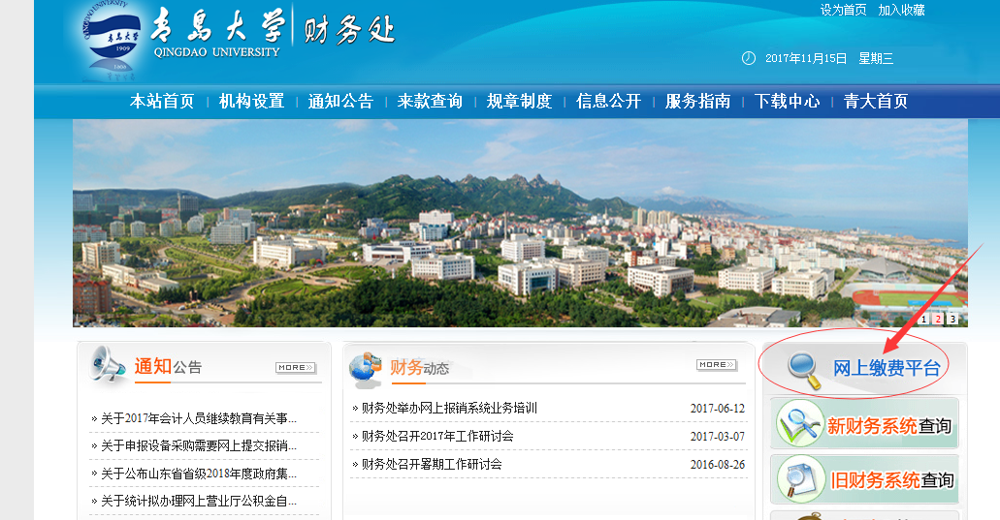 设为首页 加入收藏
QINGDAO UNIVERSITY
1909
青岛大学 财务处
QINGDAO UNIVERSITY
2017年11月15日 星期三
本站首页 | 机构设置 | 通知公告 | 来款查询 | 规章制度 | 信息公开 | 服务指南 | 下载中心 | 青大首页
1 2 3
通知公告 MORE
关于2017年会计人员继续教育有关事...
关于申报设备采购需要网上提交报销...
关于公布山东省省级2018年度政府集...
关于统计拟办理网上营业厅公积金自...
财务动态 MORE
财务处举办网上报销系统业务培训 2017-06-12
财务处召开2017年工作研讨会 2017-03-07
财务处召开暑期工作研讨会 2016-08-26
网上缴费平台
新财务系统查询
旧财务系统查询